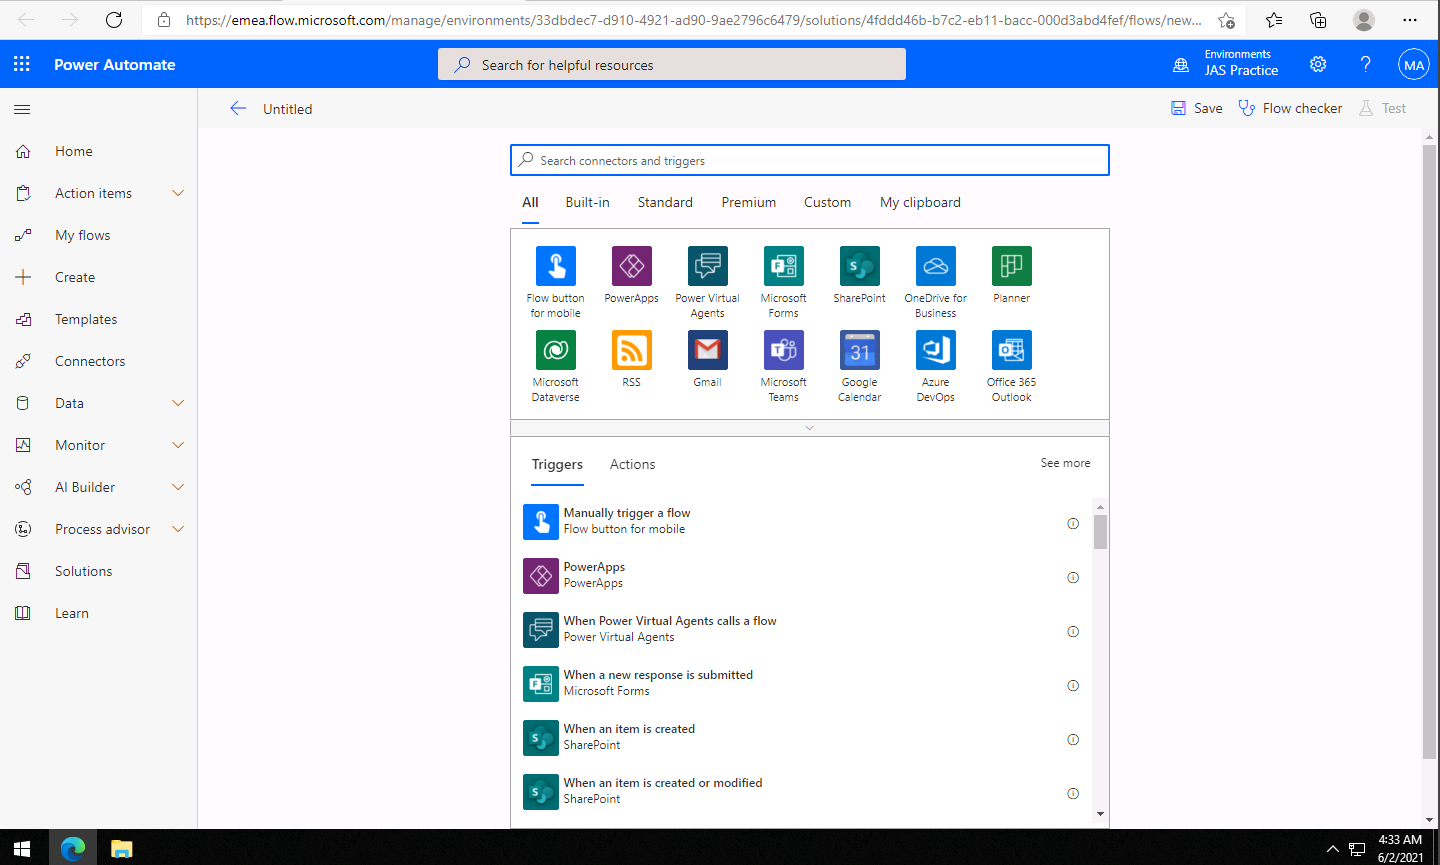 https://emea.flow.microsoft.com/manage/environments/33dbdec7-d910-4921-ad90-9ae2796c6479/solutions/4fddd46b-b7c2-eb11-bacc-000d3abd4fef/flows/new...
Power Automate
Search for helpful resources
Environments
JAS Practice
MA
Untitled
Save
Flow checker
Test
Home
Action items
My flows
Create
Templates
Connectors
Data
Monitor
AI Builder
Process advisor
Solutions
Learn
Search connectors and triggers
All Built-in Standard Premium Custom My clipboard
Flow button for mobile
PowerApps
Power Virtual Agents
Microsoft Forms
SharePoint
OneDrive for Business
Planner
Microsoft Dataverse
RSS
Gmail
Microsoft Teams
31
Google Calendar
Azure DevOps
Office 365 Outlook
Triggers Actions See more
Manually trigger a flow
Flow button for mobile
PowerApps
PowerApps
When Power Virtual Agents calls a flow
Power Virtual Agents
When a new response is submitted
Microsoft Forms
When an item is created
SharePoint
When an item is created or modified
SharePoint
4:33 AM
6/2/2021